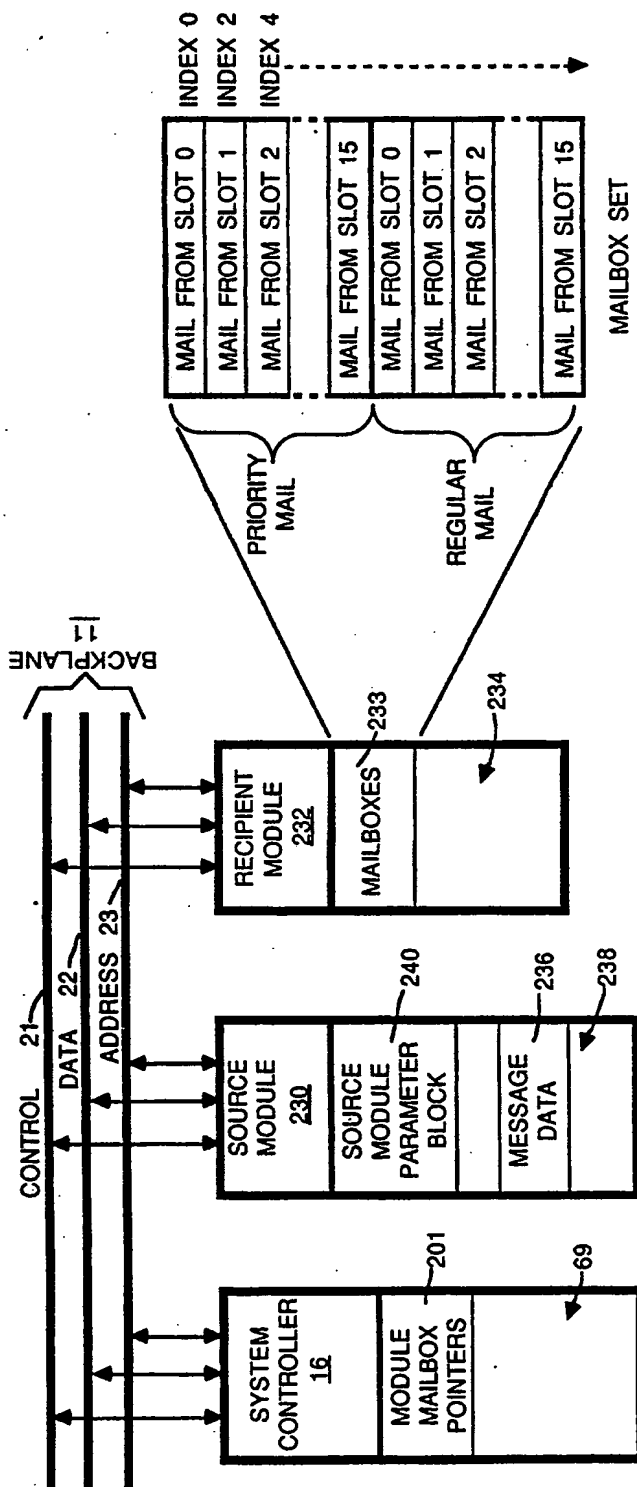 CONTROL 21
DATA 22
ADDRESS 23
BACKPLANE
11
SYSTEM
CONTROLLER
16
MODULE
MAILBOX
POINTERS
201
69
SOURCE
MODULE
230
SOURCE
MODULE
PARAMETER
BLOCK
240
MESSAGE
DATA
236
238
RECIPIENT
MODULE
232
MAILBOXES
233
234
PRIORITY
MAIL
REGULAR
MAIL
MAIL FROM SLOT 0 INDEX 0
MAIL FROM SLOT 1 INDEX 2
MAIL FROM SLOT 2 INDEX 4
MAIL FROM SLOT 15
MAIL FROM SLOT 0
MAIL FROM SLOT 1
MAIL FROM SLOT 2
MAIL FROM SLOT 15
MAILBOX SET